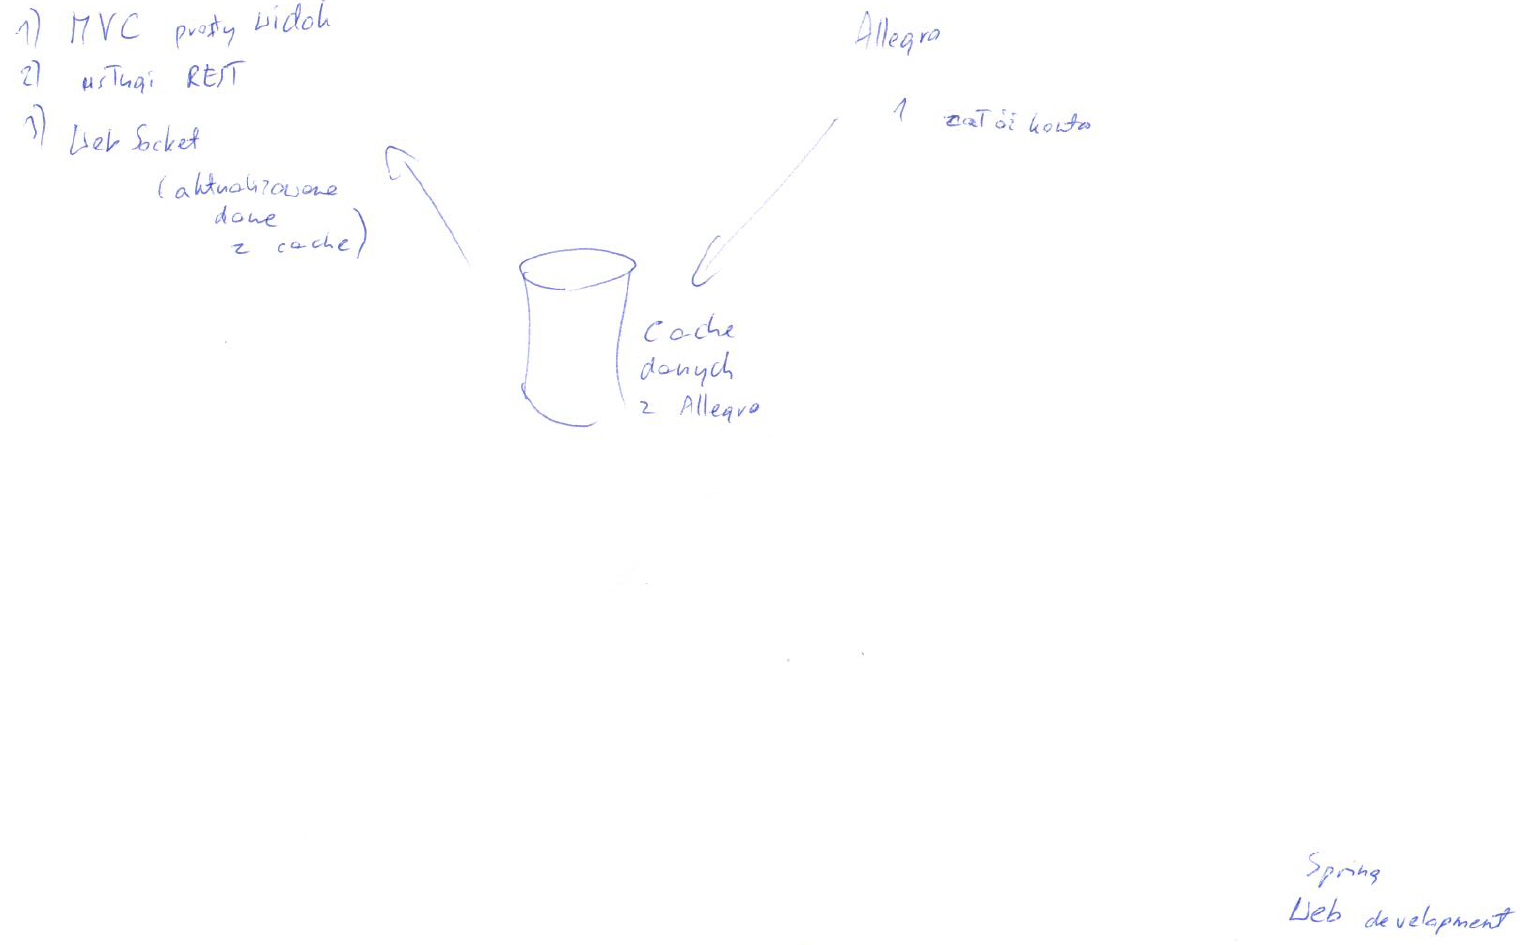 1) MVC prosty widok
2) usługi REST
3) Web Socket
(aktualizowane
dane
z cache)
Allegro
1 załóż konto
Cache
danych
z Allegro
Spring
Web development